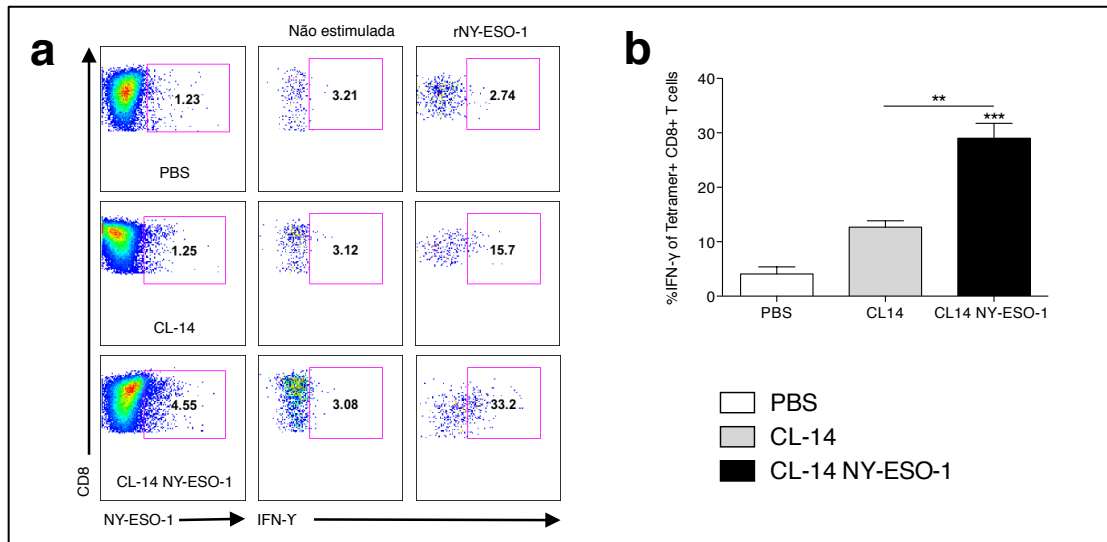 a
Não estimulada
rNY-ESO-1
1.23
3.21
2.74
PBS
1.25
3.12
15.7
CL-14
4.55
3.08
33.2
CL-14 NY-ESO-1
CD8
NY-ESO-1
IFN-ϒ
b
%IFN-γ of Tetramer+ CD8+ T cells
40
30
20
10
0
**
***
PBS
CL14
CL14 NY-ESO-1
PBS
CL-14
CL-14 NY-ESO-1